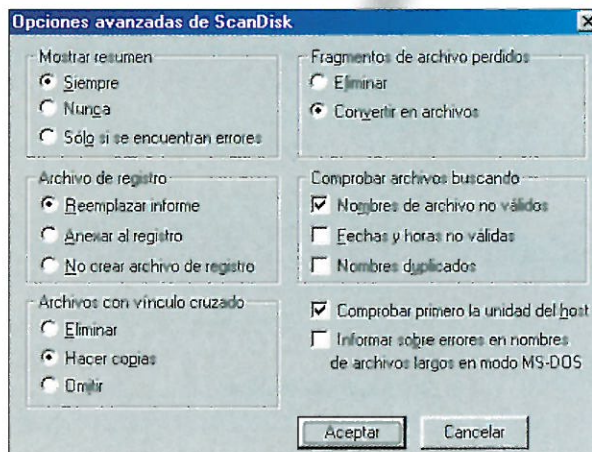 Opciones avanzadas de ScanDisk
Mostrar resumen
Siempre
Nunca
Sólo si se encuentran errores
Archivo de registro
Reemplazar informe
Anexar al registro
No crear archivo de registro
Archivos con vínculo cruzado
Eliminar
Hacer copias
Omitir
Fragmentos de archivo perdidos
Eliminar
Convertir en archivos
Comprobar archivos buscando
Nombres de archivo no válidos
Fechas y horas no válidas
Nombres duplicados
Comprobar primero la unidad del host
Informar sobre errores en nombres
de archivos largos en modo MS-DOS
Aceptar
Cancelar